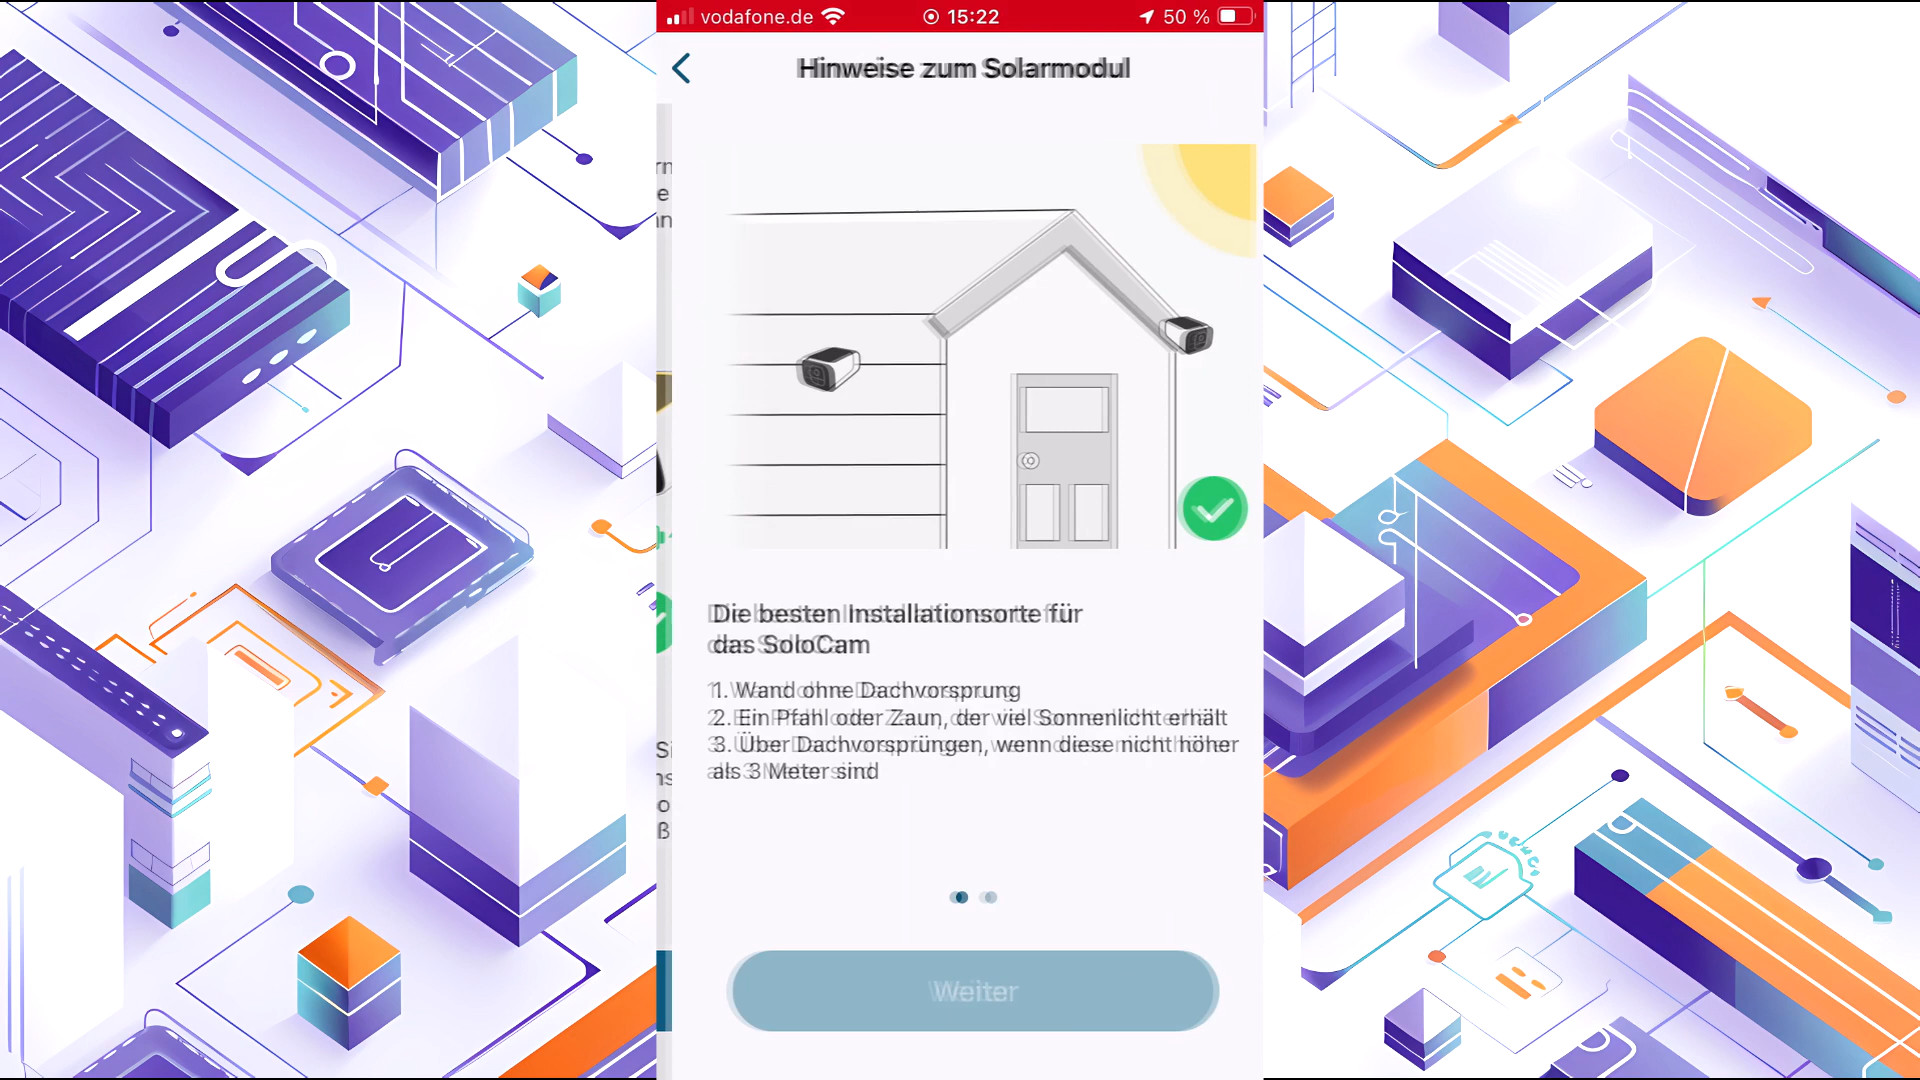 vodafone.de 15:22 50 %
Hinweise zum Solarmodul
Die besten Installationsorte für
das SoloCam
1. Wand ohne Dachvorsprung
2. Ein Pfahl oder Zaun, der viel Sonnenlicht erhält
3. Über Dachvorsprüngen, wenn diese nicht höher
als 3 Meter sind
Weiter